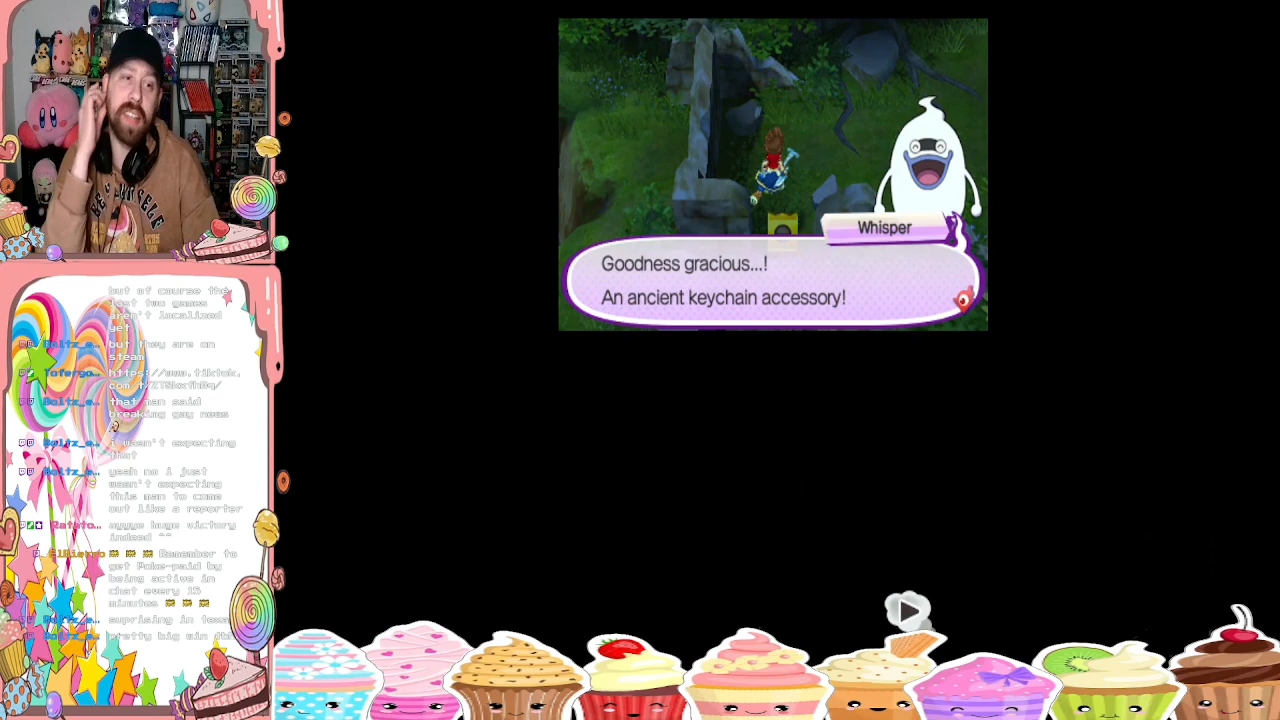 Whisper
Goodness gracious...!
An ancient keychain accessory!
but of course the
last two games
aren't localized
yet
but they are on
steam
https://www.tiktok.
that man said
breaking gay news
i wasn't expecting
that
yeah no i just
wasn't expecting
this man to come
out like a reporter
ayyye huge victory
indeed ^^
Remember to
get Poke-paid by
being active in
chat every 15
minutes
suprising in texas
pretty big win tbh